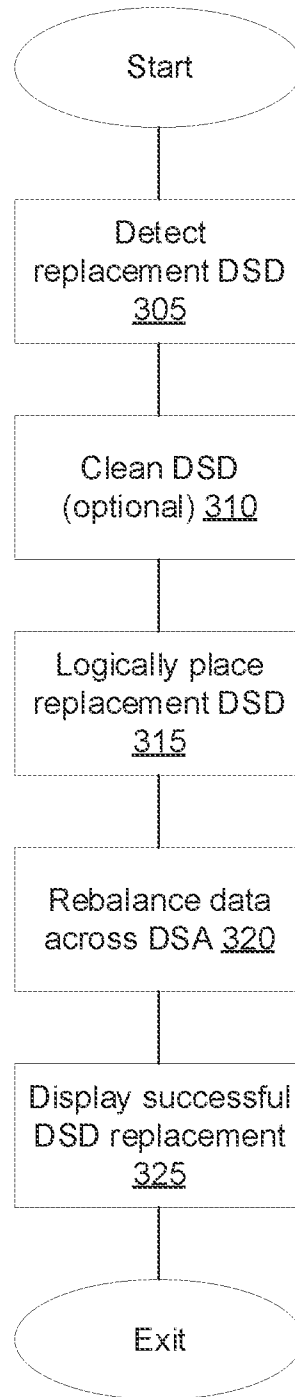 Start
Detect
replacement DSD
305
Clean DSD
(optional) 310
Logically place
replacement DSD
315
Rebalance data
across DSA 320
Display successful
DSD replacement
325
Exit